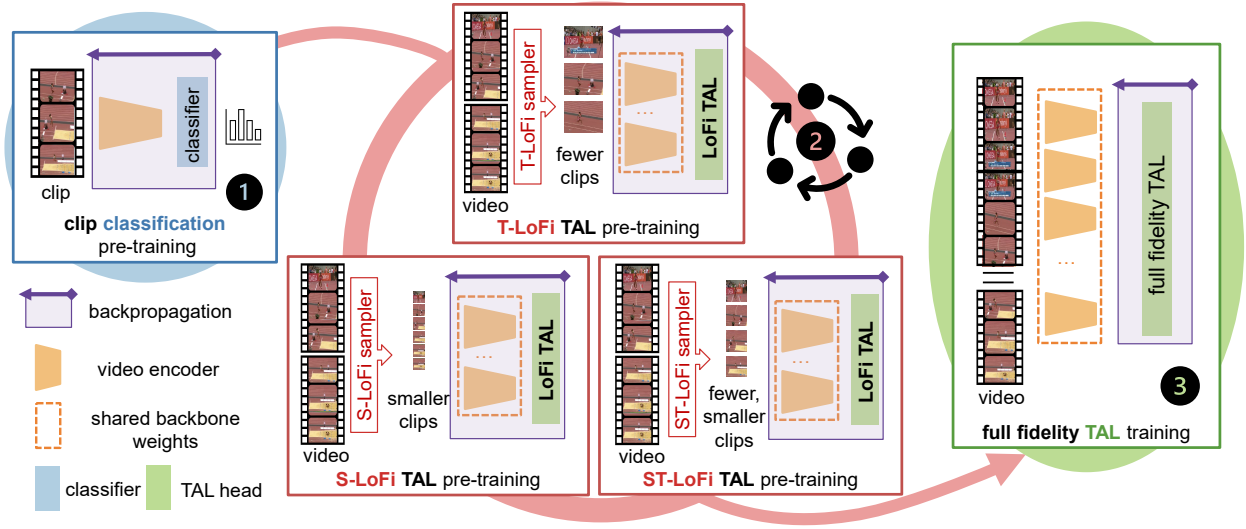 clip
classifier
1
clip classification
pre-training
T-LoFi sampler
fewer
clips
...
LoFi TAL
video
T-LoFi TAL pre-training
2
S-LoFi sampler
smaller
clips
...
LoFi TAL
video
S-LoFi TAL pre-training
ST-LoFi sampler
fewer,
smaller
clips
...
LoFi TAL
video
ST-LoFi TAL pre-training
...
full fidelity TAL
video
3
full fidelity TAL training
backpropagation
video encoder
shared backbone
weights
classifier
TAL head